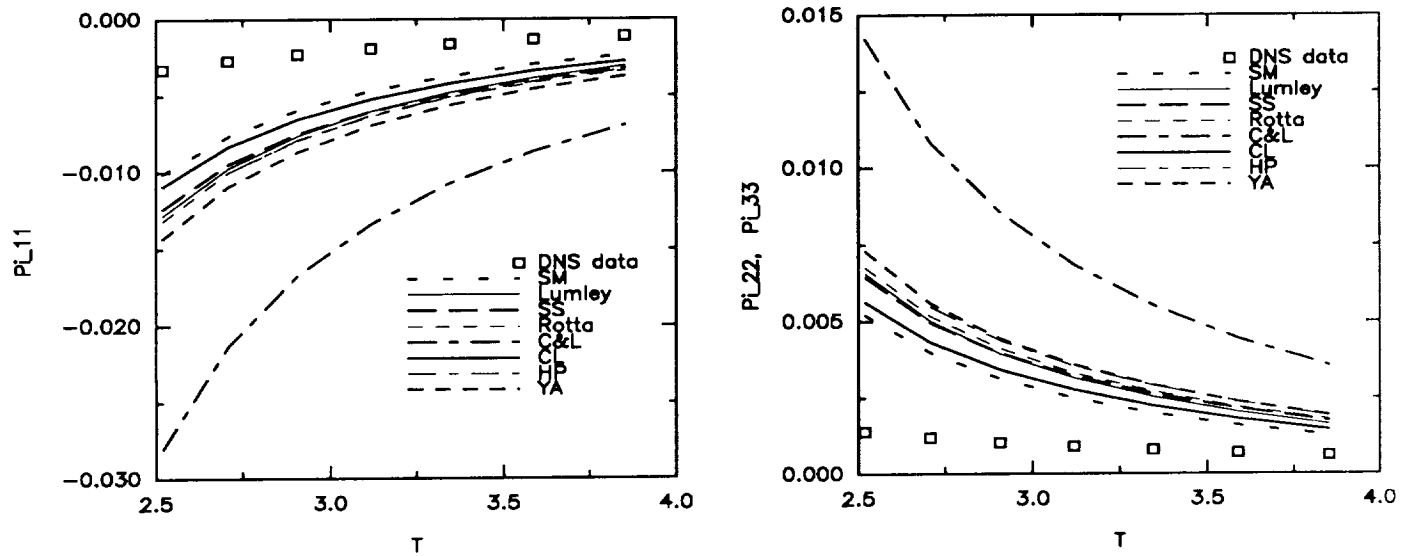 0.000
-0.010
-0.020
-0.030
Pi_11
2.5 3.0 3.5 4.0
T
DNS data
SM
Lumley
SS
Rotta
C&L
CL
HP
YA
0.015
0.010
0.005
0.000
Pi_22, Pi_33
2.5 3.0 3.5 4.0
T
DNS data
SM
Lumley
SS
Rotta
C&L
CL
HP
YA